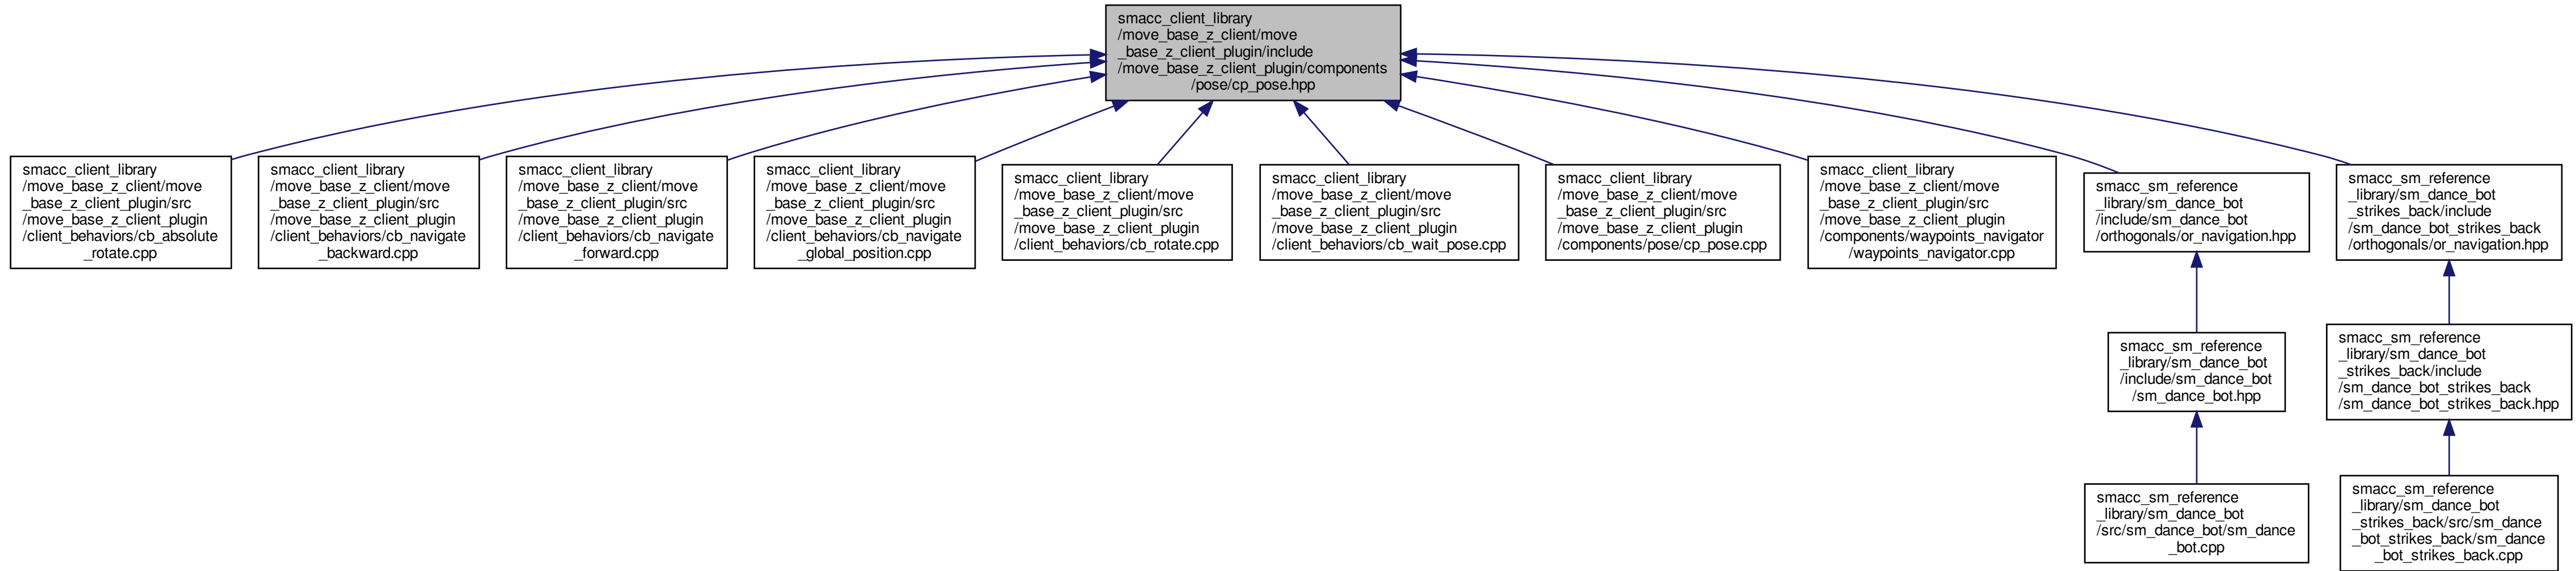 smacc_client_library
/move_base_z_client/move
_base_z_client_plugin/include
/move_base_z_client_plugin/components
/pose/cp_pose.hpp
smacc_client_library
/move_base_z_client/move
_base_z_client_plugin/src
/move_base_z_client_plugin
/client_behaviors/cb_absolute
_rotate.cpp
smacc_client_library
/move_base_z_client/move
_base_z_client_plugin/src
/move_base_z_client_plugin
/client_behaviors/cb_navigate
_backward.cpp
smacc_client_library
/move_base_z_client/move
_base_z_client_plugin/src
/move_base_z_client_plugin
/client_behaviors/cb_navigate
_forward.cpp
smacc_client_library
/move_base_z_client/move
_base_z_client_plugin/src
/move_base_z_client_plugin
/client_behaviors/cb_navigate
_global_position.cpp
smacc_client_library
/move_base_z_client/move
_base_z_client_plugin/src
/move_base_z_client_plugin
/client_behaviors/cb_rotate.cpp
smacc_client_library
/move_base_z_client/move
_base_z_client_plugin/src
/move_base_z_client_plugin
/client_behaviors/cb_wait_pose.cpp
smacc_client_library
/move_base_z_client/move
_base_z_client_plugin/src
/move_base_z_client_plugin
/components/pose/cp_pose.cpp
smacc_client_library
/move_base_z_client/move
_base_z_client_plugin/src
/move_base_z_client_plugin
/components/waypoints_navigator
/waypoints_navigator.cpp
smacc_sm_reference
_library/sm_dance_bot
/include/sm_dance_bot
/orthogonals/or_navigation.hpp
smacc_sm_reference
_library/sm_dance_bot
_strikes_back/include
/sm_dance_bot_strikes_back
/orthogonals/or_navigation.hpp
smacc_sm_reference
_library/sm_dance_bot
/include/sm_dance_bot
/sm_dance_bot.hpp
smacc_sm_reference
_library/sm_dance_bot
_strikes_back/include
/sm_dance_bot_strikes_back
/sm_dance_bot_strikes_back.hpp
smacc_sm_reference
_library/sm_dance_bot
/src/sm_dance_bot/sm_dance
_bot.cpp
smacc_sm_reference
_library/sm_dance_bot
_strikes_back/src/sm_dance
_bot_strikes_back/sm_dance
_bot_strikes_back.cpp